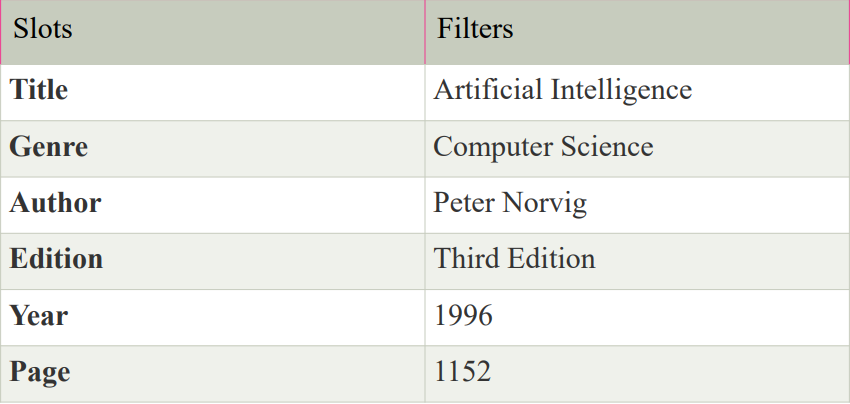 Slots Filters
Title Artificial Intelligence
Genre Computer Science
Author Peter Norvig
Edition Third Edition
Year 1996
Page 1152